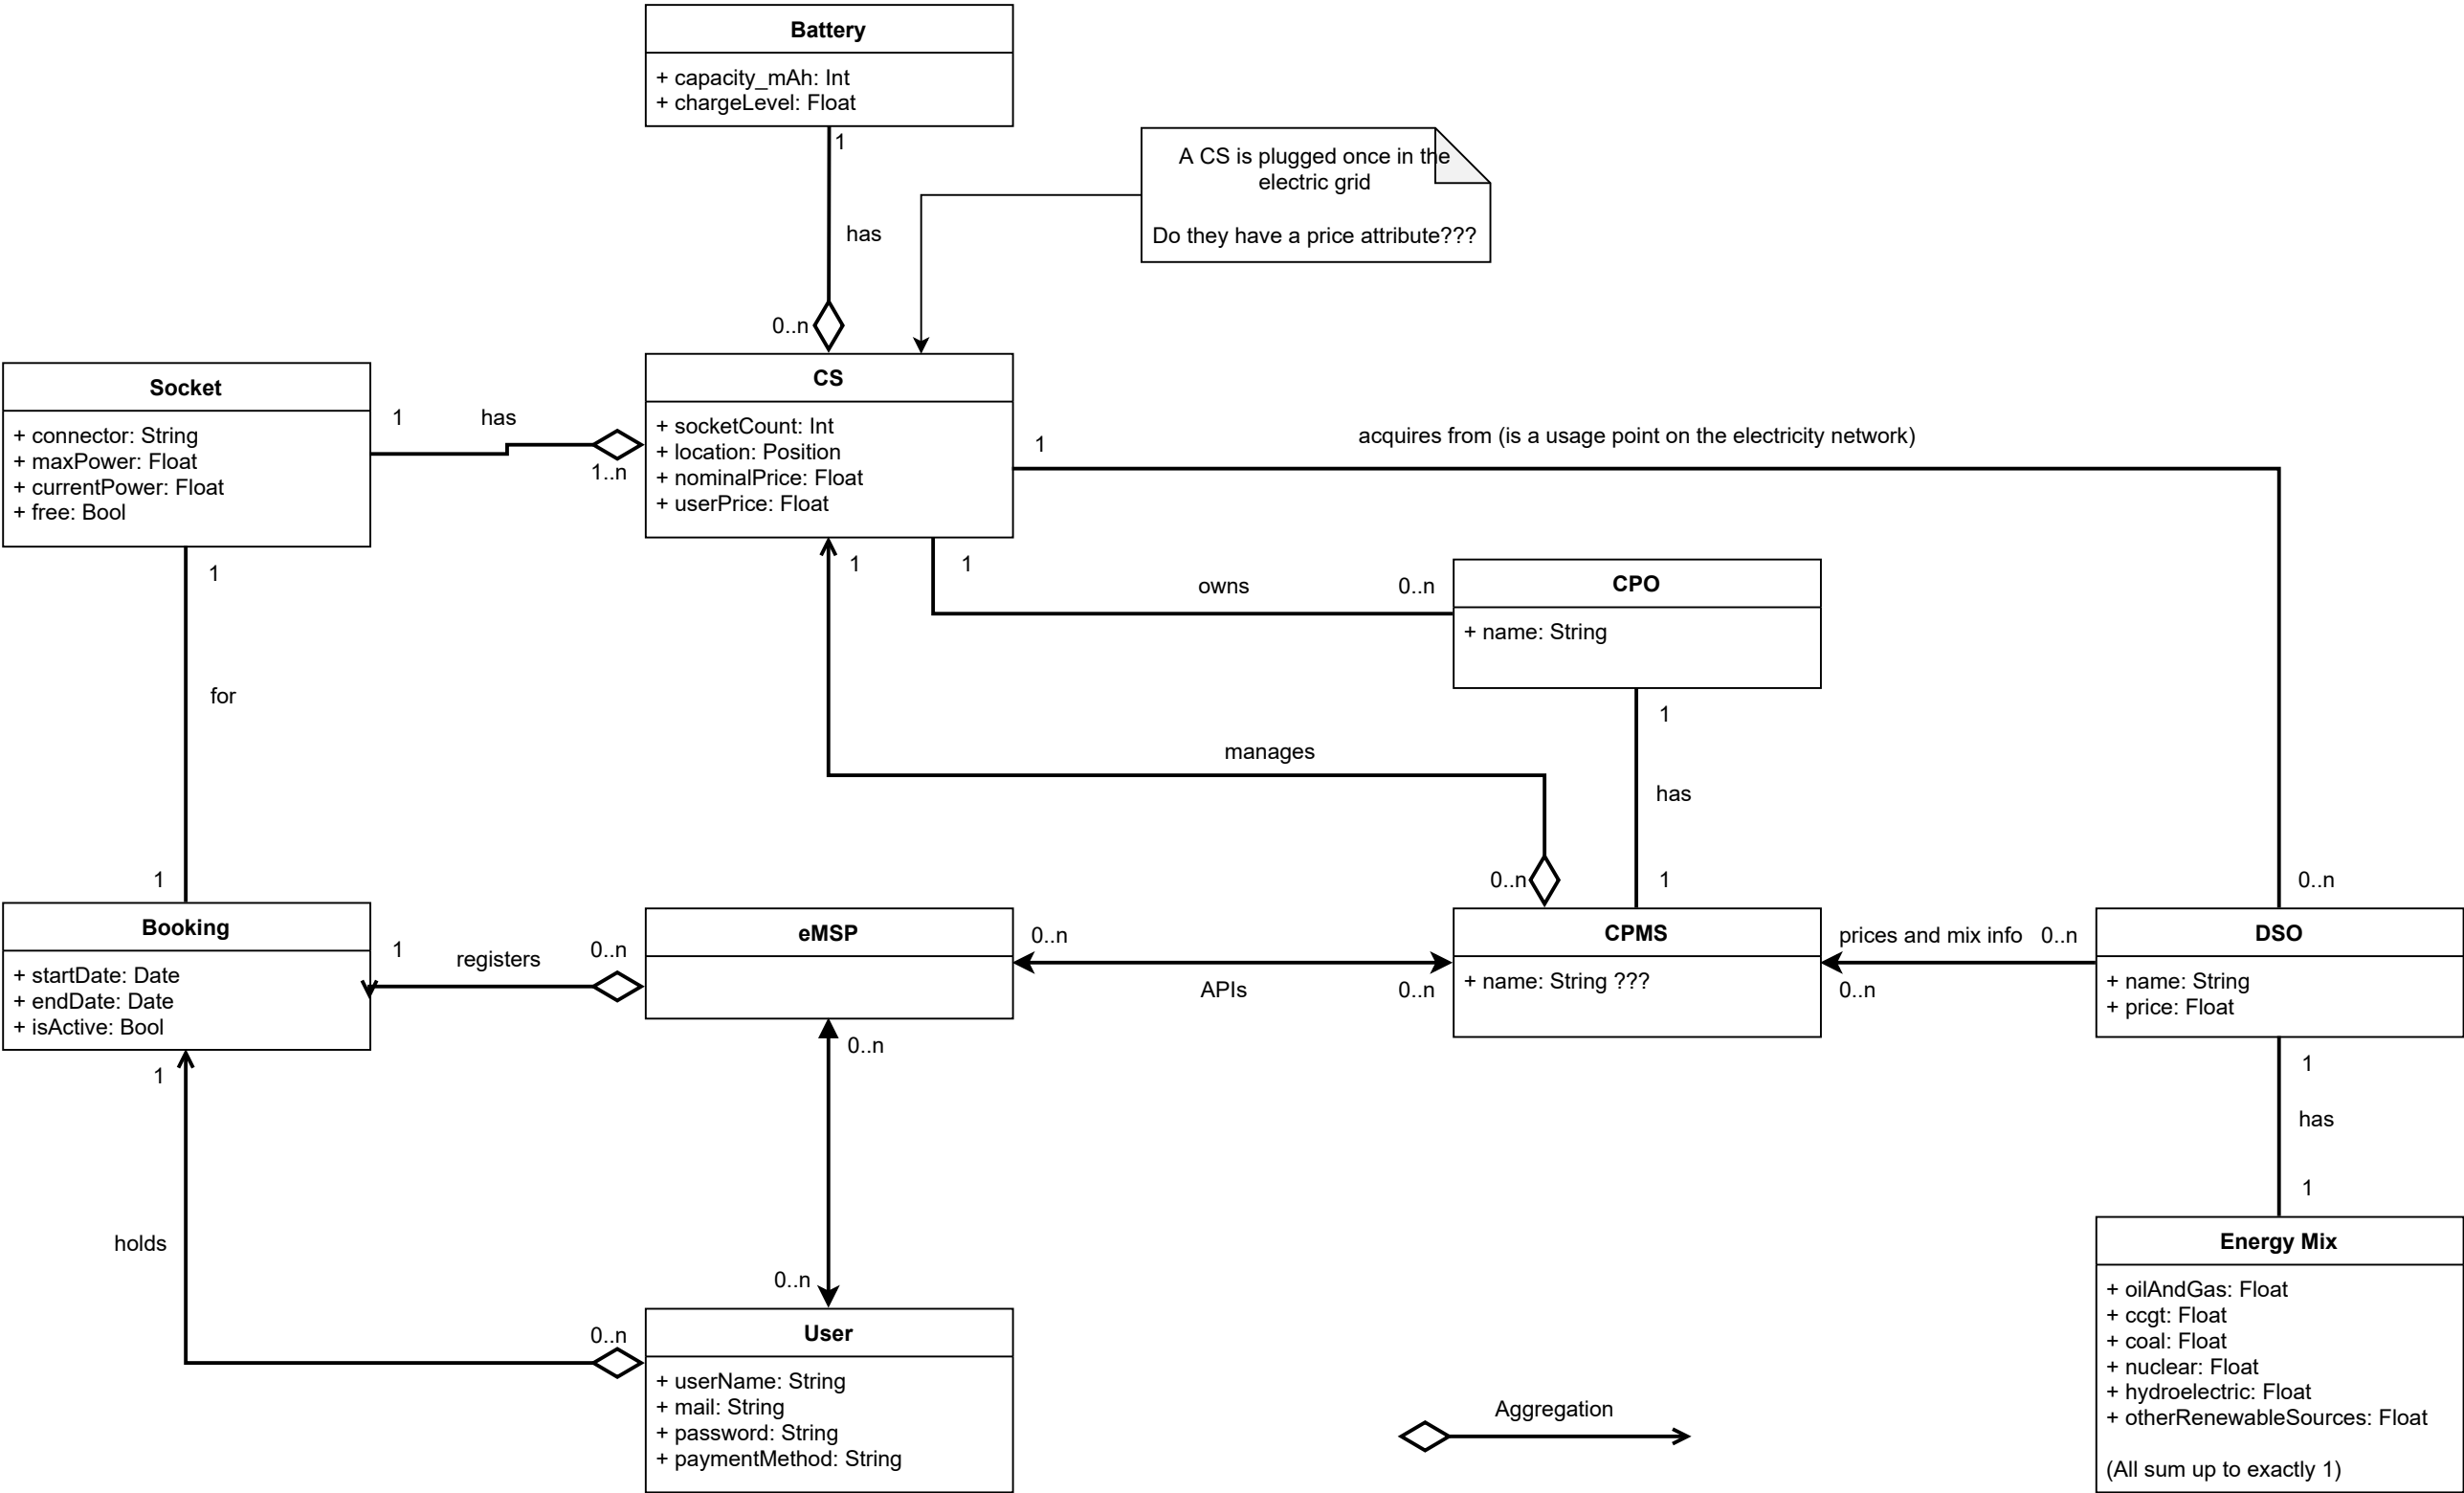 Battery
+ capacity_mAh: Int
+ chargeLevel: Float
1
has
0..n
A CS is plugged once in the
electric grid
Do they have a price attribute???
Socket
+ connector: String
+ maxPower: Float
+ currentPower: Float
+ free: Bool
1
has
1..n
CS
+ socketCount: Int
+ location: Position
+ nominalPrice: Float
+ userPrice: Float
1
acquires from (is a usage point on the electricity network)
1
1
owns
0..n
CPO
+ name: String
1
for
1
manages
1
has
0..n
1
0..n
Booking
+ startDate: Date
+ endDate: Date
+ isActive: Bool
1
registers
0..n
eMSP
0..n
APIs
0..n
CPMS
+ name: String ???
prices and mix info
0..n
0..n
DSO
+ name: String
+ price: Float
1
holds
0..n
0..n
0..n
User
+ userName: String
+ mail: String
+ password: String
+ paymentMethod: String
1
has
1
Energy Mix
+ oilAndGas: Float
+ ccgt: Float
+ coal: Float
+ nuclear: Float
+ hydroelectric: Float
+ otherRenewableSources: Float
(All sum up to exactly 1)
Aggregation
1